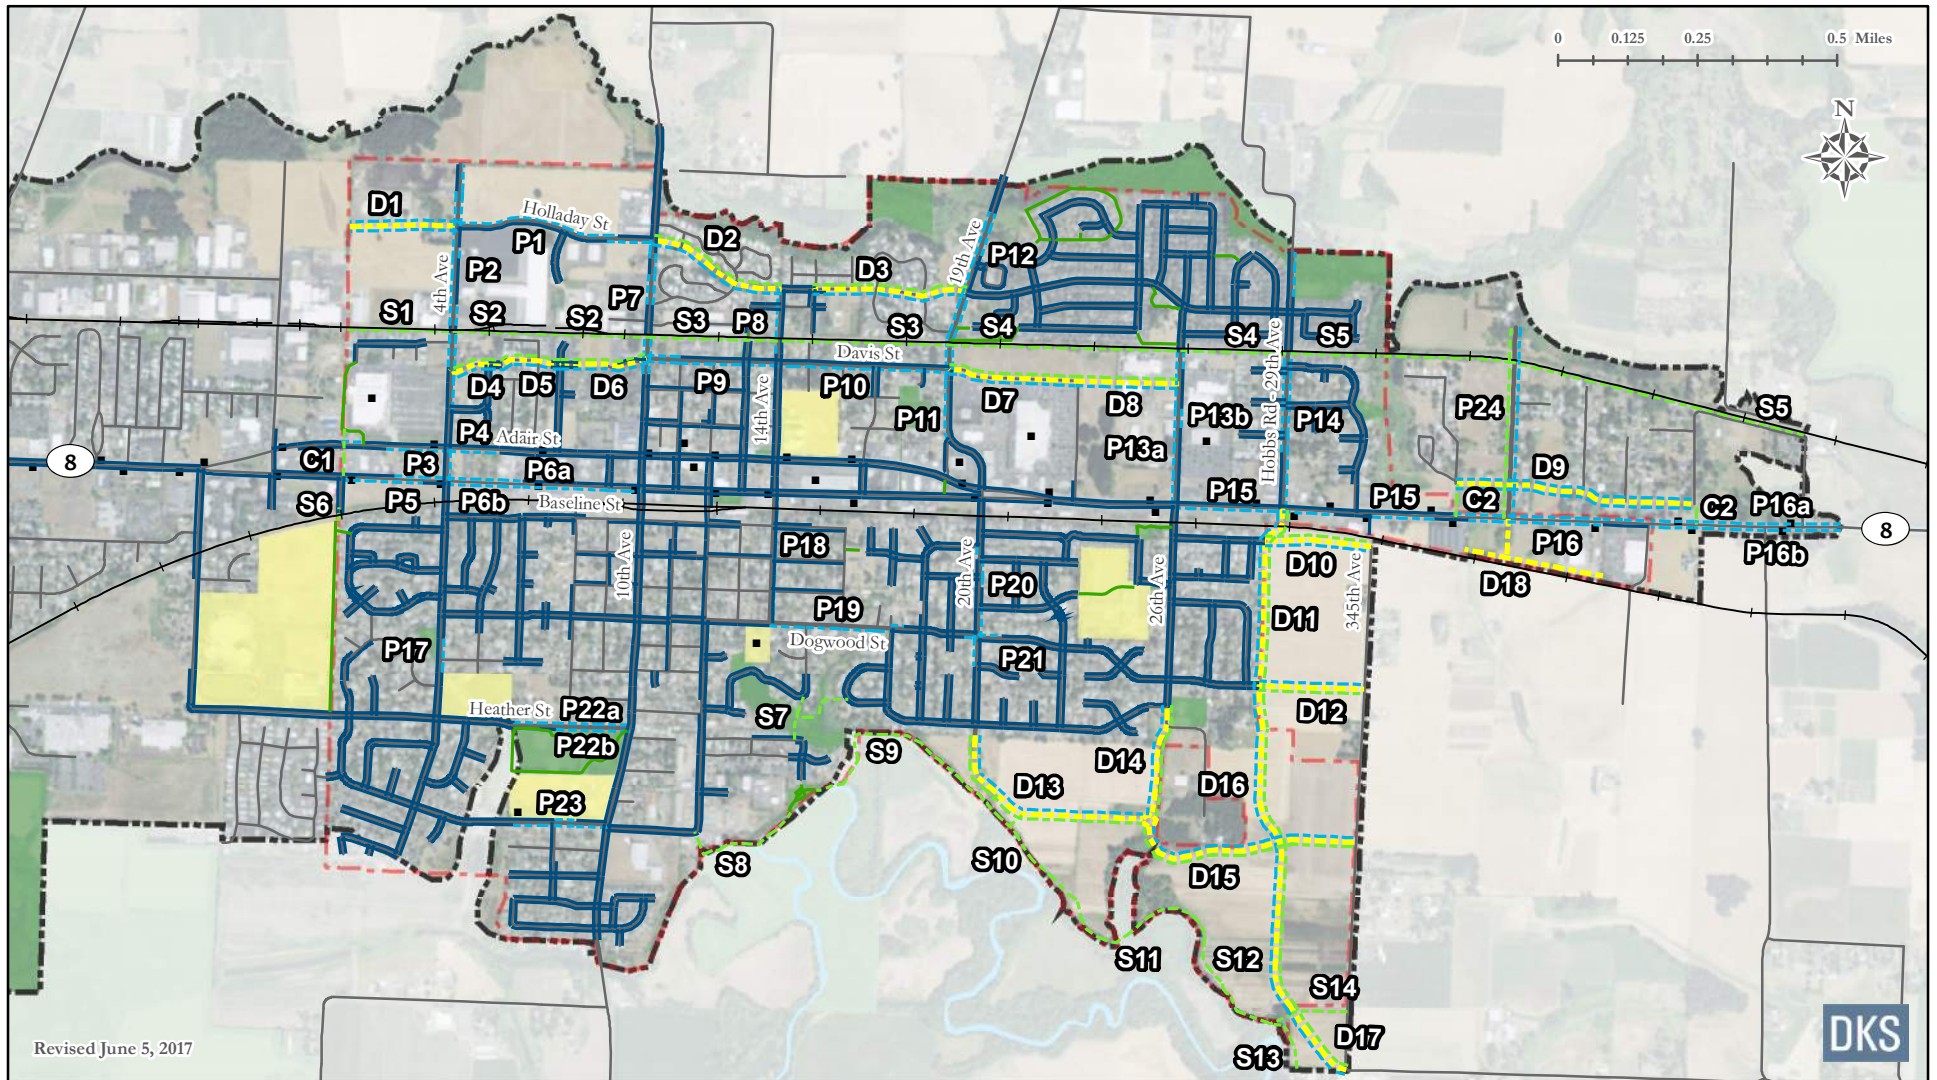 0 0.125 0.25 0.5 Miles
N
D1
Holladay St
P1
D2
D3
19th Ave
P12
4th Ave
P2
P7
S1
S2
S2
S3
P8
S3
S4
S4
S5
Davis St
Hobbs Rd - 29th Ave
D4
D5
D6
P9
14th Ave
P10
P11
D7
D8
P13b
P14
P24
S5
P4
Adair St
P13a
8
C1
P3
P6a
D9
S6
P5
P6b
Baseline St
P15
P15
C2
C2
P16a
8
P16
P16b
P18
10th Ave
20th Ave
P20
26th Ave
D10
345th Ave
D18
P19
D11
Dogwood St
P17
P21
Heather St
P22a
S7
D12
P22b
S9
D14
D13
D16
P23
S8
S10
D15
S11
S12
S14
D17
S13
Revised June 5, 2017
DKS